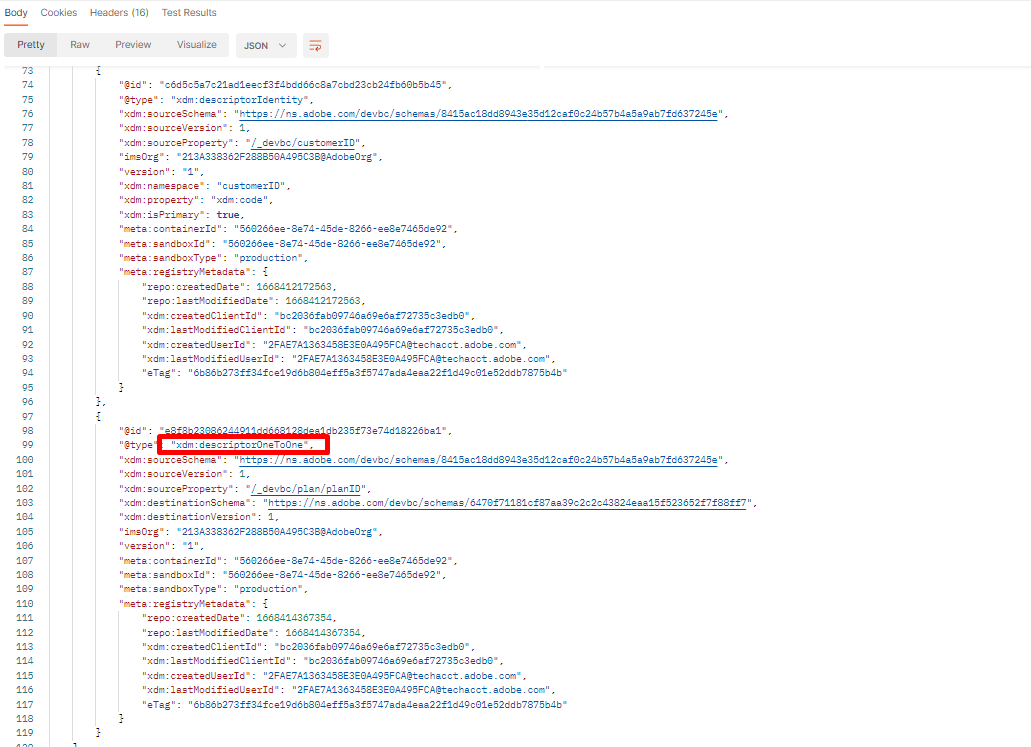 Body Cookies Headers (16) Test Results
Pretty Raw Preview Visualize JSON
73 {
74 "@id": "c6d5c5a7c21ad1eecf3f4bdd66c8a7cbd23cb24fb60b5b45",
75 "@type": "xdm:descriptorIdentity",
76 "xdm:sourceSchema": "https://ns.adobe.com/devbc/schemas/8415ac18dd8943e35d12caf0c24b57b4a5a9ab7fd637245e",
77 "xdm:sourceVersion": 1,
78 "xdm:sourceProperty": "/_devbc/customerID",
79 "imsOrg": "213A338362F288B50A495C3B@AdobeOrg",
80 "version": "1",
81 "xdm:namespace": "customerID",
82 "xdm:property": "xdm:code",
83 "xdm:isPrimary": true,
84 "meta:containerId": "560266ee-8e74-45de-8266-ee8e7465de92",
85 "meta:sandboxId": "560266ee-8e74-45de-8266-ee8e7465de92",
86 "meta:sandboxType": "production",
87 "meta:registryMetadata": {
88 "repo:createdDate": 1668412172563,
89 "repo:lastModifiedDate": 1668412172563,
90 "xdm:createdClientId": "bc2036fab09746a69e6af72735c3edb0",
91 "xdm:lastModifiedClientId": "bc2036fab09746a69e6af72735c3edb0",
92 "xdm:createdUserId": "2FAE7A1363458E3E0A495FCA@techacct.adobe.com",
93 "xdm:lastModifiedUserId": "2FAE7A1363458E3E0A495FCA@techacct.adobe.com",
94 "eTag": "6b86b273ff34fce19d6b804eff5a3f5747ada4eaa22f1d49c01e52ddb7875b4b"
95 }
96 },
97 {
98 "@id": "e8f8b23086244911dd668128dea1db235f73e74d18226ba1",
99 "@type": "xdm:descriptorOneToOne",
100 "xdm:sourceSchema": "https://ns.adobe.com/devbc/schemas/8415ac18dd8943e35d12caf0c24b57b4a5a9ab7fd637245e",
101 "xdm:sourceVersion": 1,
102 "xdm:sourceProperty": "/_devbc/plan/planID",
103 "xdm:destinationSchema": "https://ns.adobe.com/devbc/schemas/6470f71181cf87aa39c2c2c43824eaa15f523652f7f88ff7",
104 "xdm:destinationVersion": 1,
105 "imsOrg": "213A338362F288B50A495C3B@AdobeOrg",
106 "version": "1",
107 "meta:containerId": "560266ee-8e74-45de-8266-ee8e7465de92",
108 "meta:sandboxId": "560266ee-8e74-45de-8266-ee8e7465de92",
109 "meta:sandboxType": "production",
110 "meta:registryMetadata": {
111 "repo:createdDate": 1668414367354,
112 "repo:lastModifiedDate": 1668414367354,
113 "xdm:createdClientId": "bc2036fab09746a69e6af72735c3edb0",
114 "xdm:lastModifiedClientId": "bc2036fab09746a69e6af72735c3edb0",
115 "xdm:createdUserId": "2FAE7A1363458E3E0A495FCA@techacct.adobe.com",
116 "xdm:lastModifiedUserId": "2FAE7A1363458E3E0A495FCA@techacct.adobe.com",
117 "eTag": "6b86b273ff34fce19d6b804eff5a3f5747ada4eaa22f1d49c01e52ddb7875b4b"
118 }
119 }